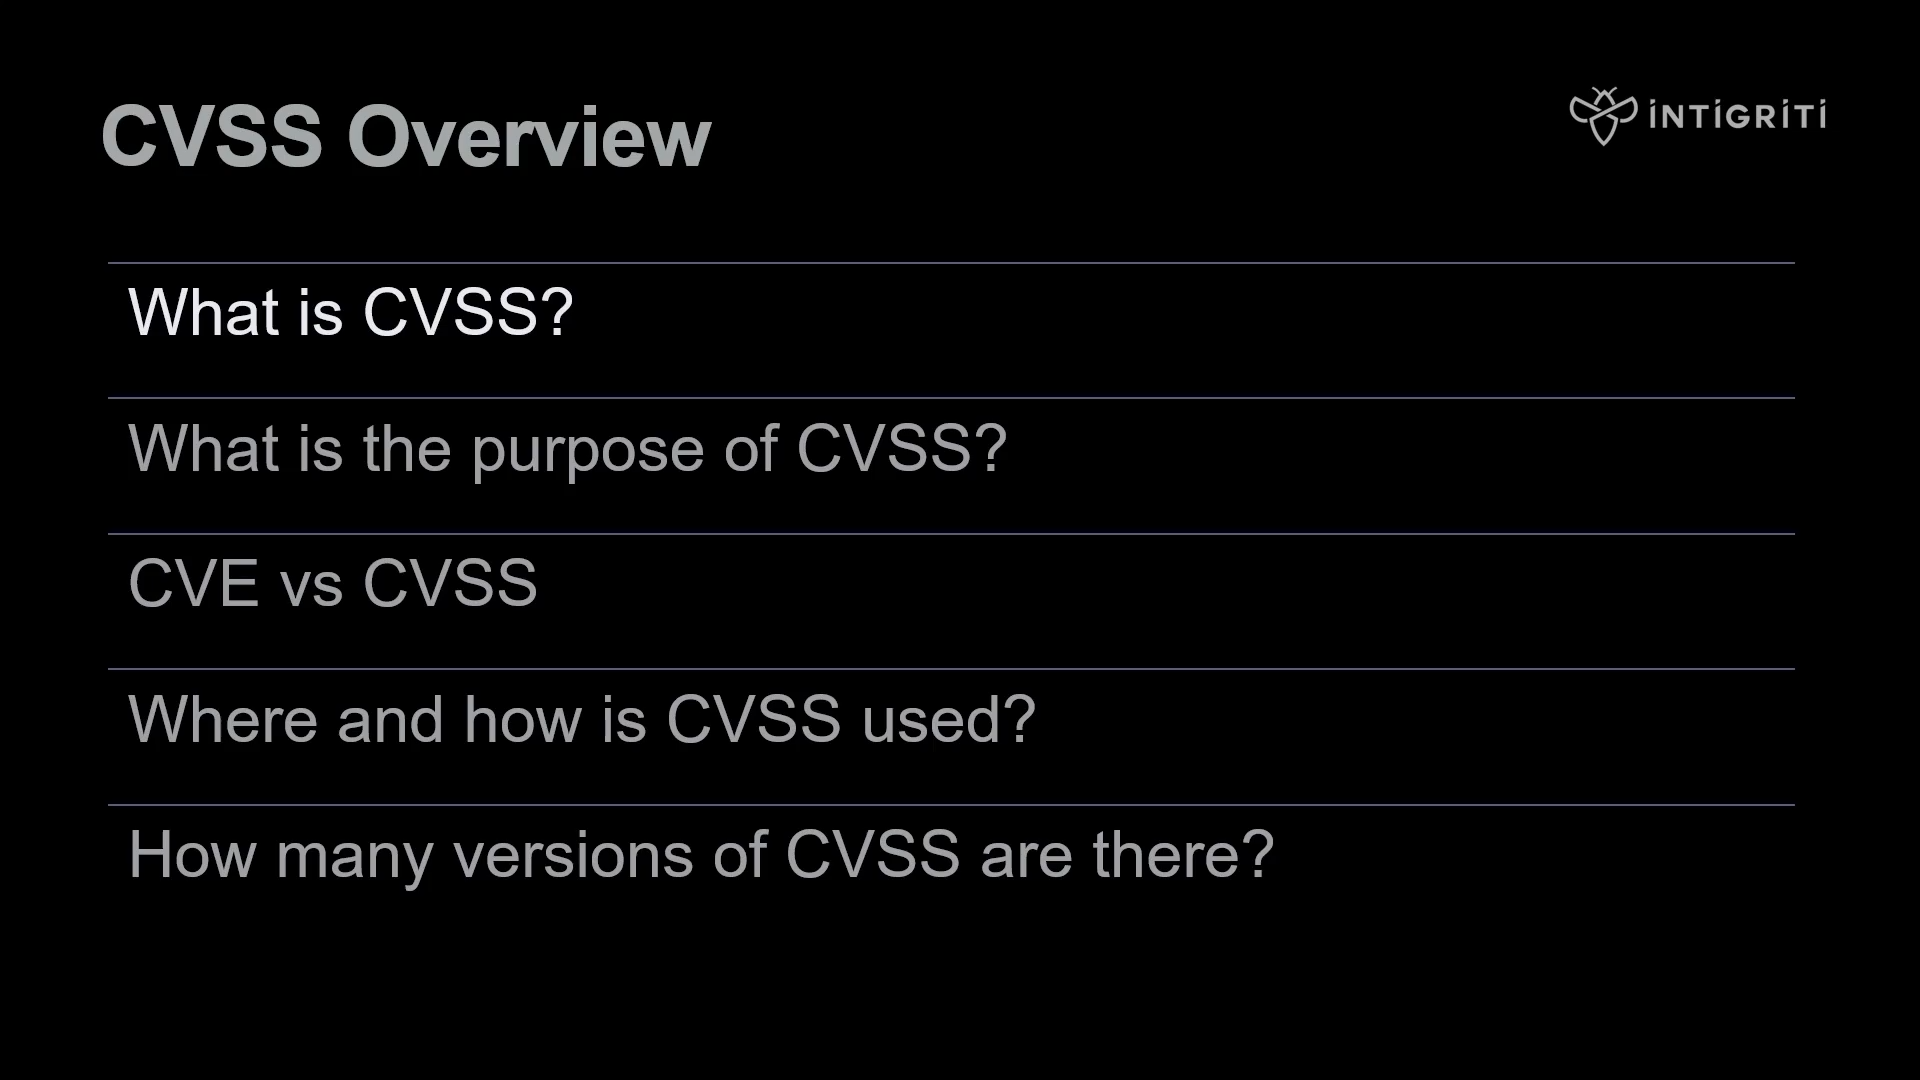 CVSS Overview
INTIGRITI
What is CVSS?
What is the purpose of CVSS?
CVE vs CVSS
Where and how is CVSS used?
How many versions of CVSS are there?